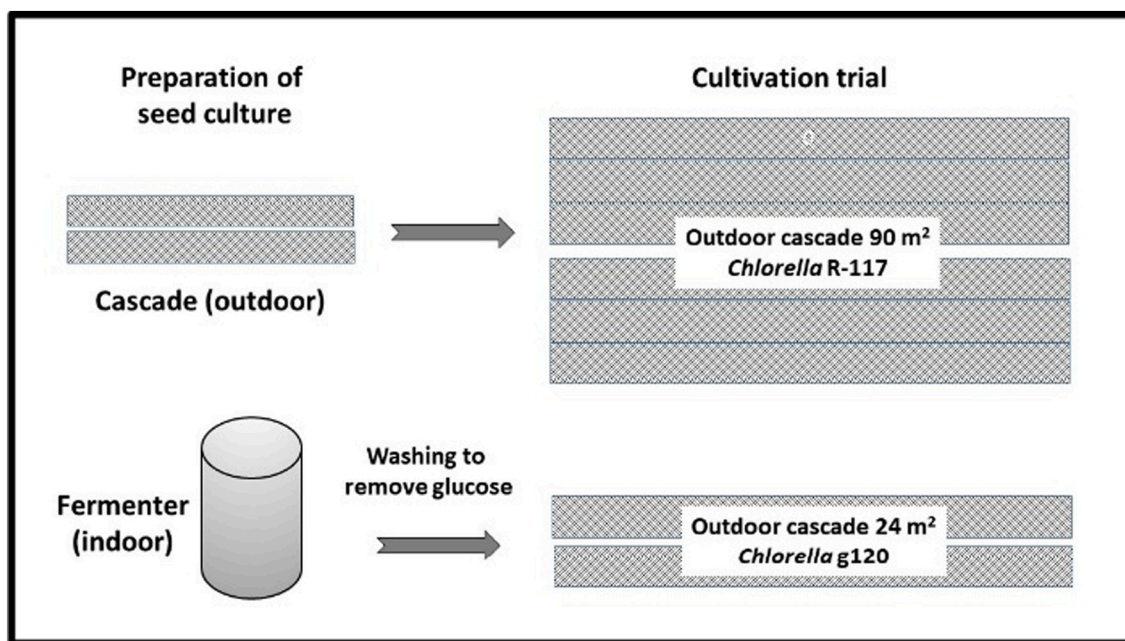 Preparation of
seed culture
Cultivation trial
Cascade (outdoor)
Outdoor cascade 90 m²
Chlorella R-117
Fermenter
(indoor)
Washing to
remove glucose
Outdoor cascade 24 m²
Chlorella g120